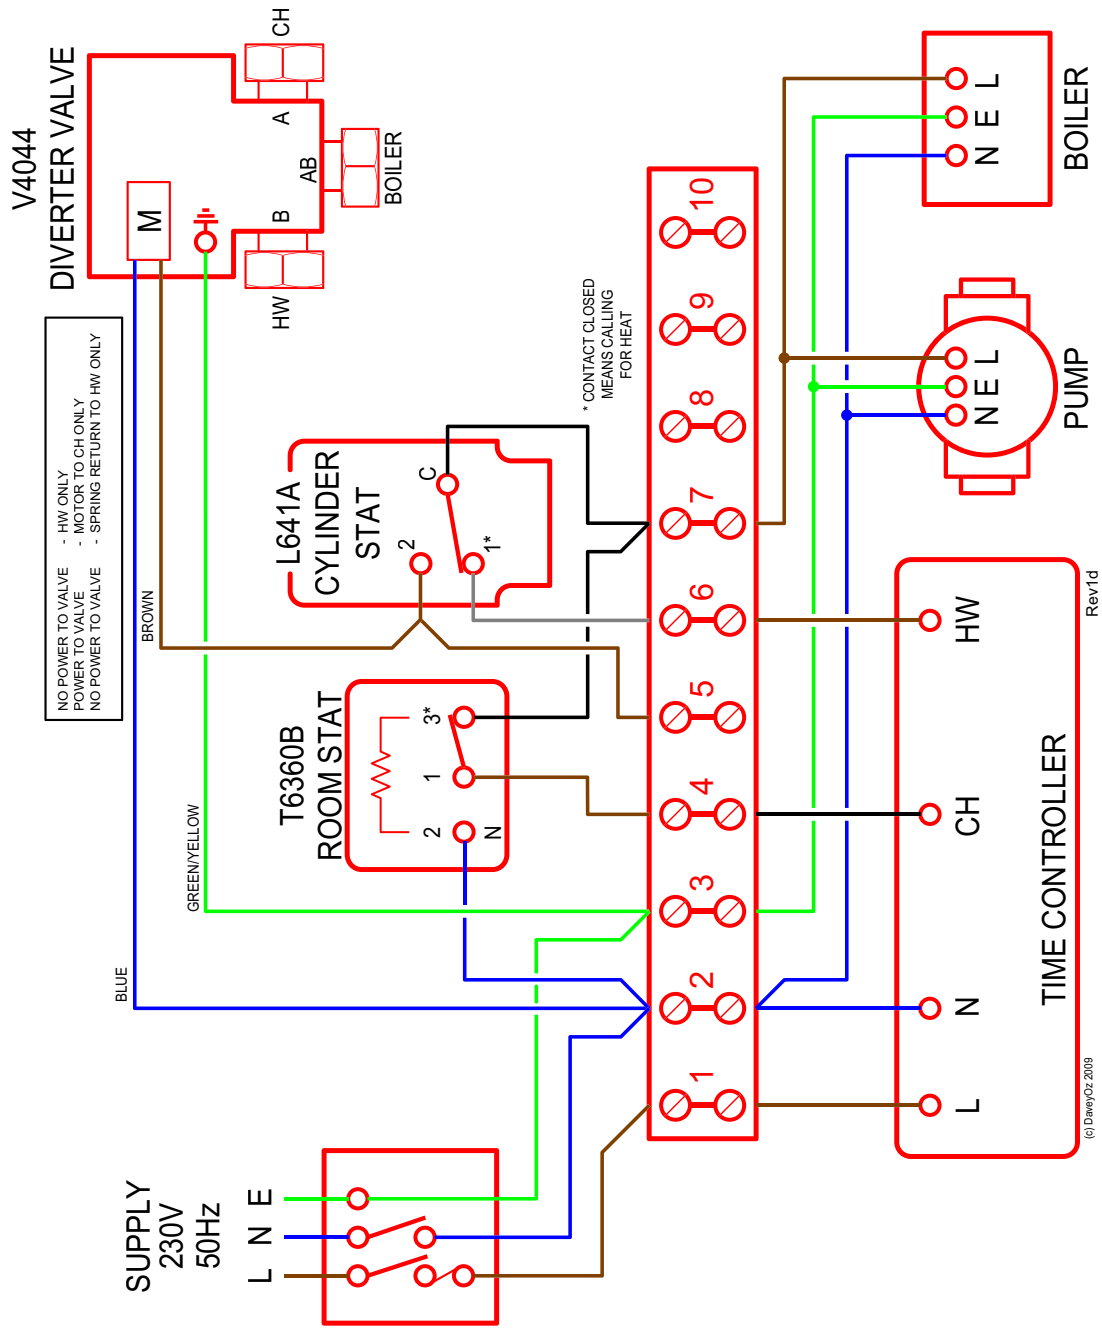 V4044
DIVERTER VALVE
M
CH
A
AB
B
HW
BOILER
NO POWER TO VALVE - HW ONLY
POWER TO VALVE - MOTOR TO CH ONLY
NO POWER TO VALVE - SPRING RETURN TO HW ONLY
BLUE
BROWN
GREEN/YELLOW
SUPPLY
230V
50Hz
L N E
T6360B
ROOM STAT
2 1 3*
N
L641A
CYLINDER
STAT
2
C
1*
* CONTACT CLOSED
MEANS CALLING
FOR HEAT
1 2 3 4 5 6 7 8 9 10
L N CH HW
TIME CONTROLLER
N E L
PUMP
N E L
BOILER
(c) DaveyOz 2009
Rev1d